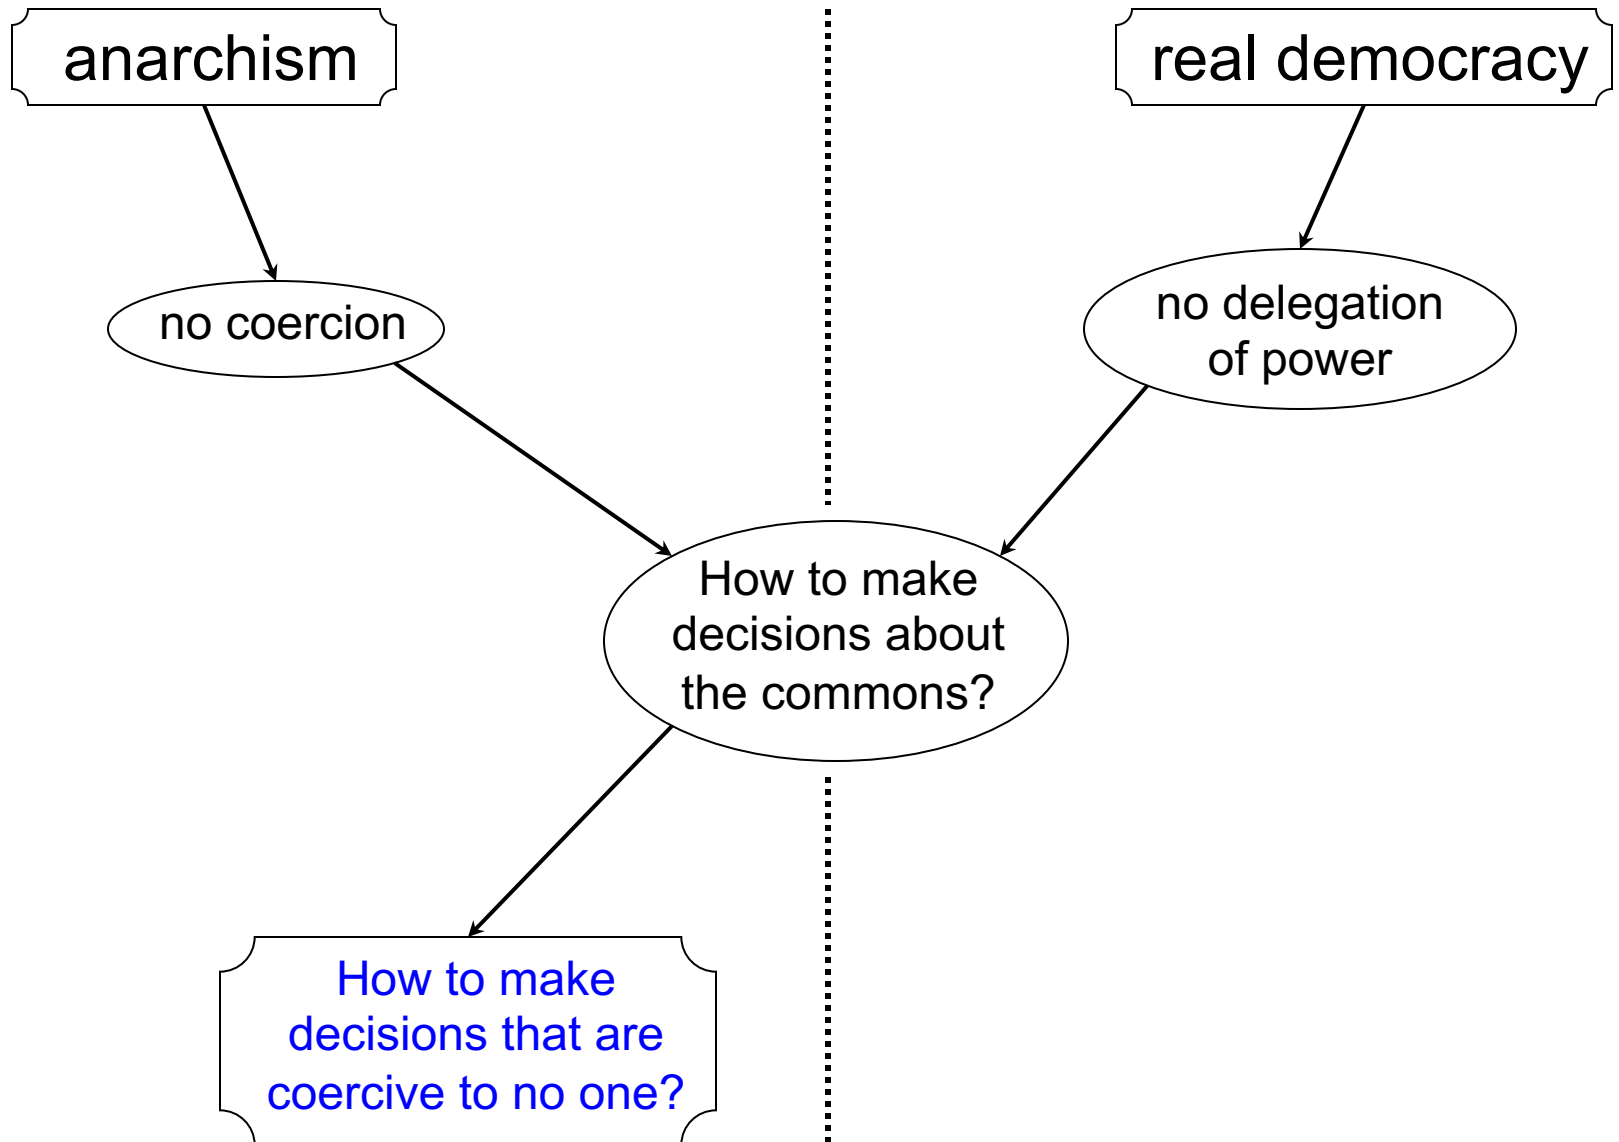 anarchism
real democracy
no coercion
no delegation
of power
How to make
decisions about
the commons?
How to make
decisions that are
coercive to no one?